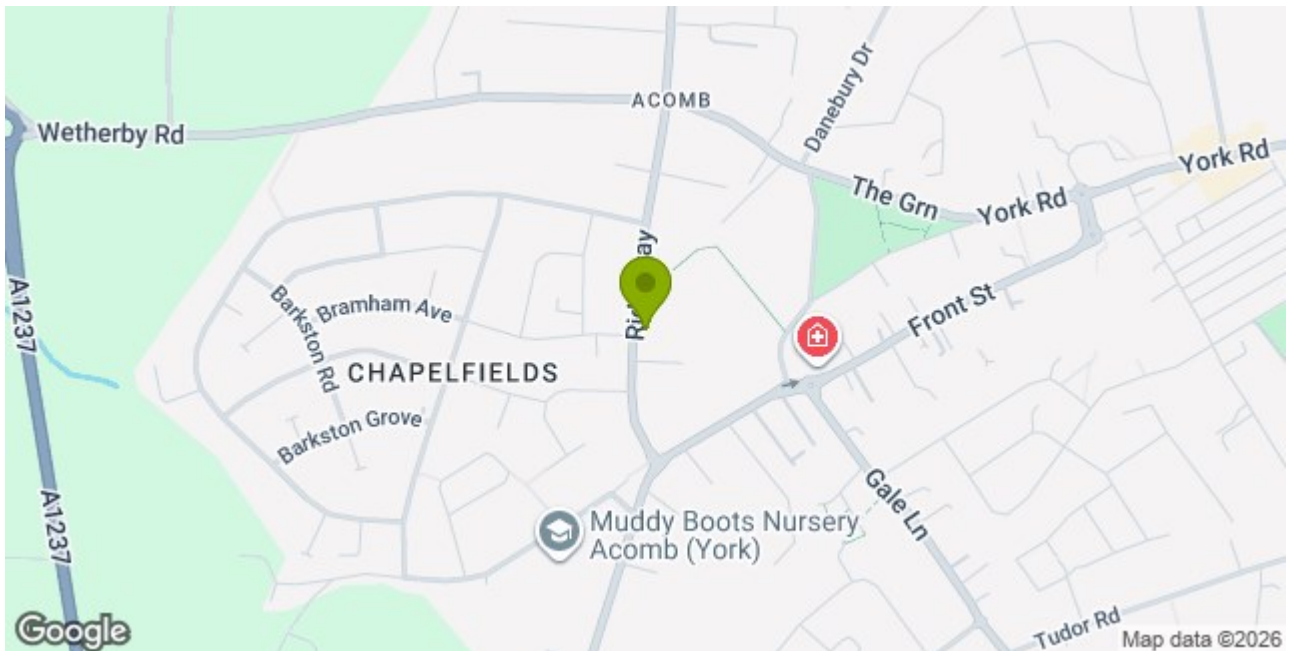 ACOMB
Danebury Dr
Wetherby Rd
York Rd
The Grn
York Rd
A1237
Barkston Rd
Bramham Ave
Front St
CHAPELFIELDS
Barkston Grove
Gale Ln
A1237
Muddy Boots Nursery
Acomb (York)
Tudor Rd
Google
Map data ©2026